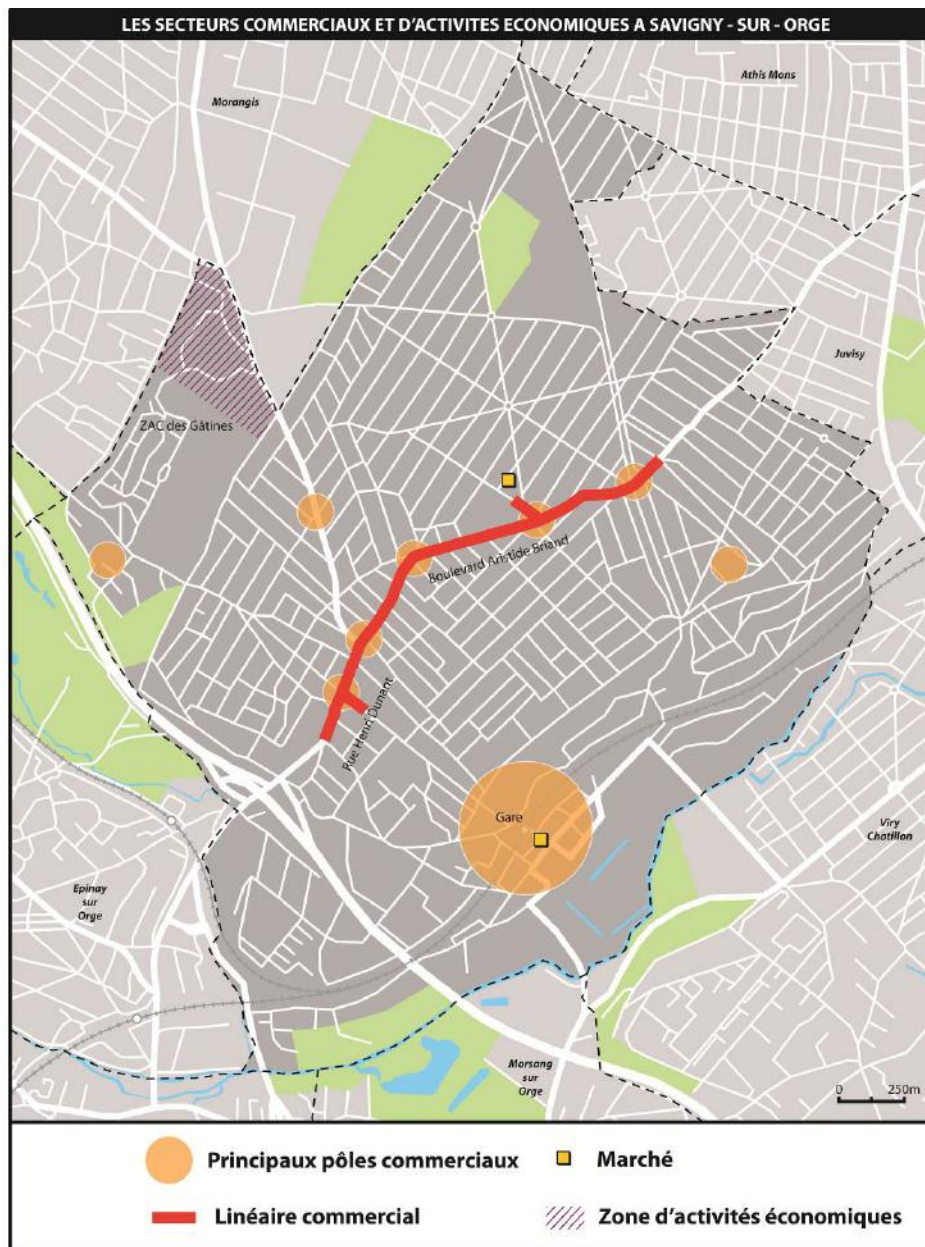 LES SECTEURS COMMERCIAUX ET D'ACTIVITES ECONOMIQUES A SAVIGNY - SUR - ORGE
Athis Mons
Morangis
Juvisy
ZAC des Gâtines
Boulevard Aristide Briand
Rue Henri Dunant
Gare
Viry
Chatillon
Epinay
sur
Orge
Morsang
sur
Orge
0 250m
Principaux pôles commerciaux
Marché
Linéaire commercial
Zone d'activités économiques